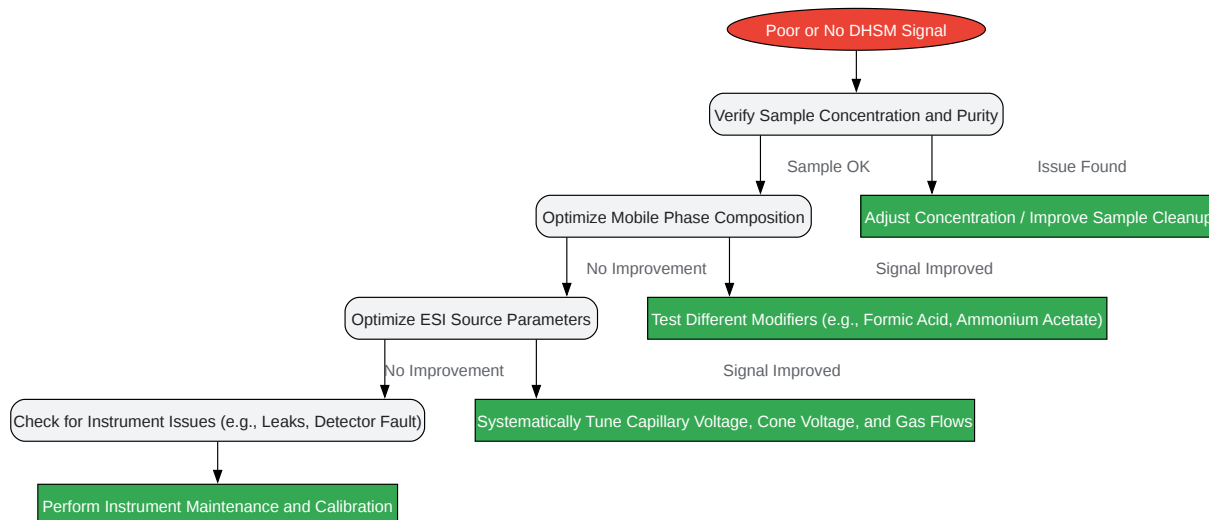 Poor or No DHSM Signal
Verify Sample Concentration and Purity
Sample OK
Issue Found
Optimize Mobile Phase Composition
Adjust Concentration / Improve Sample Cleanup
No Improvement
Signal Improved
Optimize ESI Source Parameters
Test Different Modifiers (e.g., Formic Acid, Ammonium Acetate)
No Improvement
Signal Improved
Check for Instrument Issues (e.g., Leaks, Detector Fault)
Systematically Tune Capillary Voltage, Cone Voltage, and Gas Flows
Perform Instrument Maintenance and Calibration